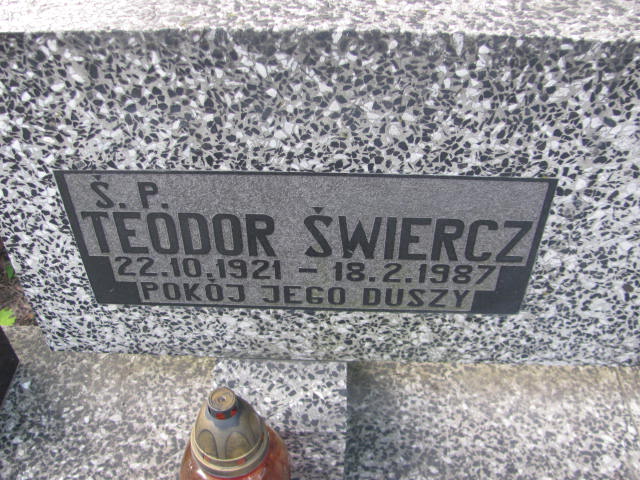 Ś. P.
TEODOR ŚWIERCZ
22.10.1921 – 18.2.1987
POKÓJ JEGO DUSZY